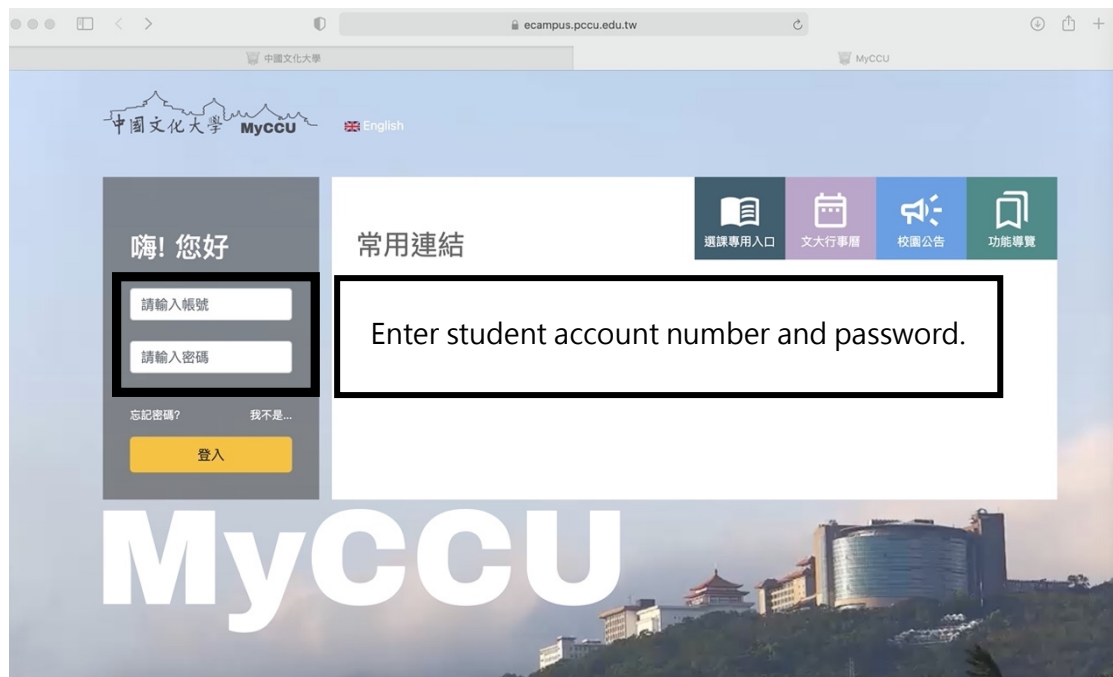 ecampus.pccu.edu.tw
中國文化大學
MyCCU
中國文化大學 MyCCU
English
嗨! 您好
常用連結
選課專用入口
文大行事曆
校園公告
功能導覽
請輸入帳號
請輸入密碼
Enter student account number and password.
忘記密碼?
我不是...
登入
MyCCU